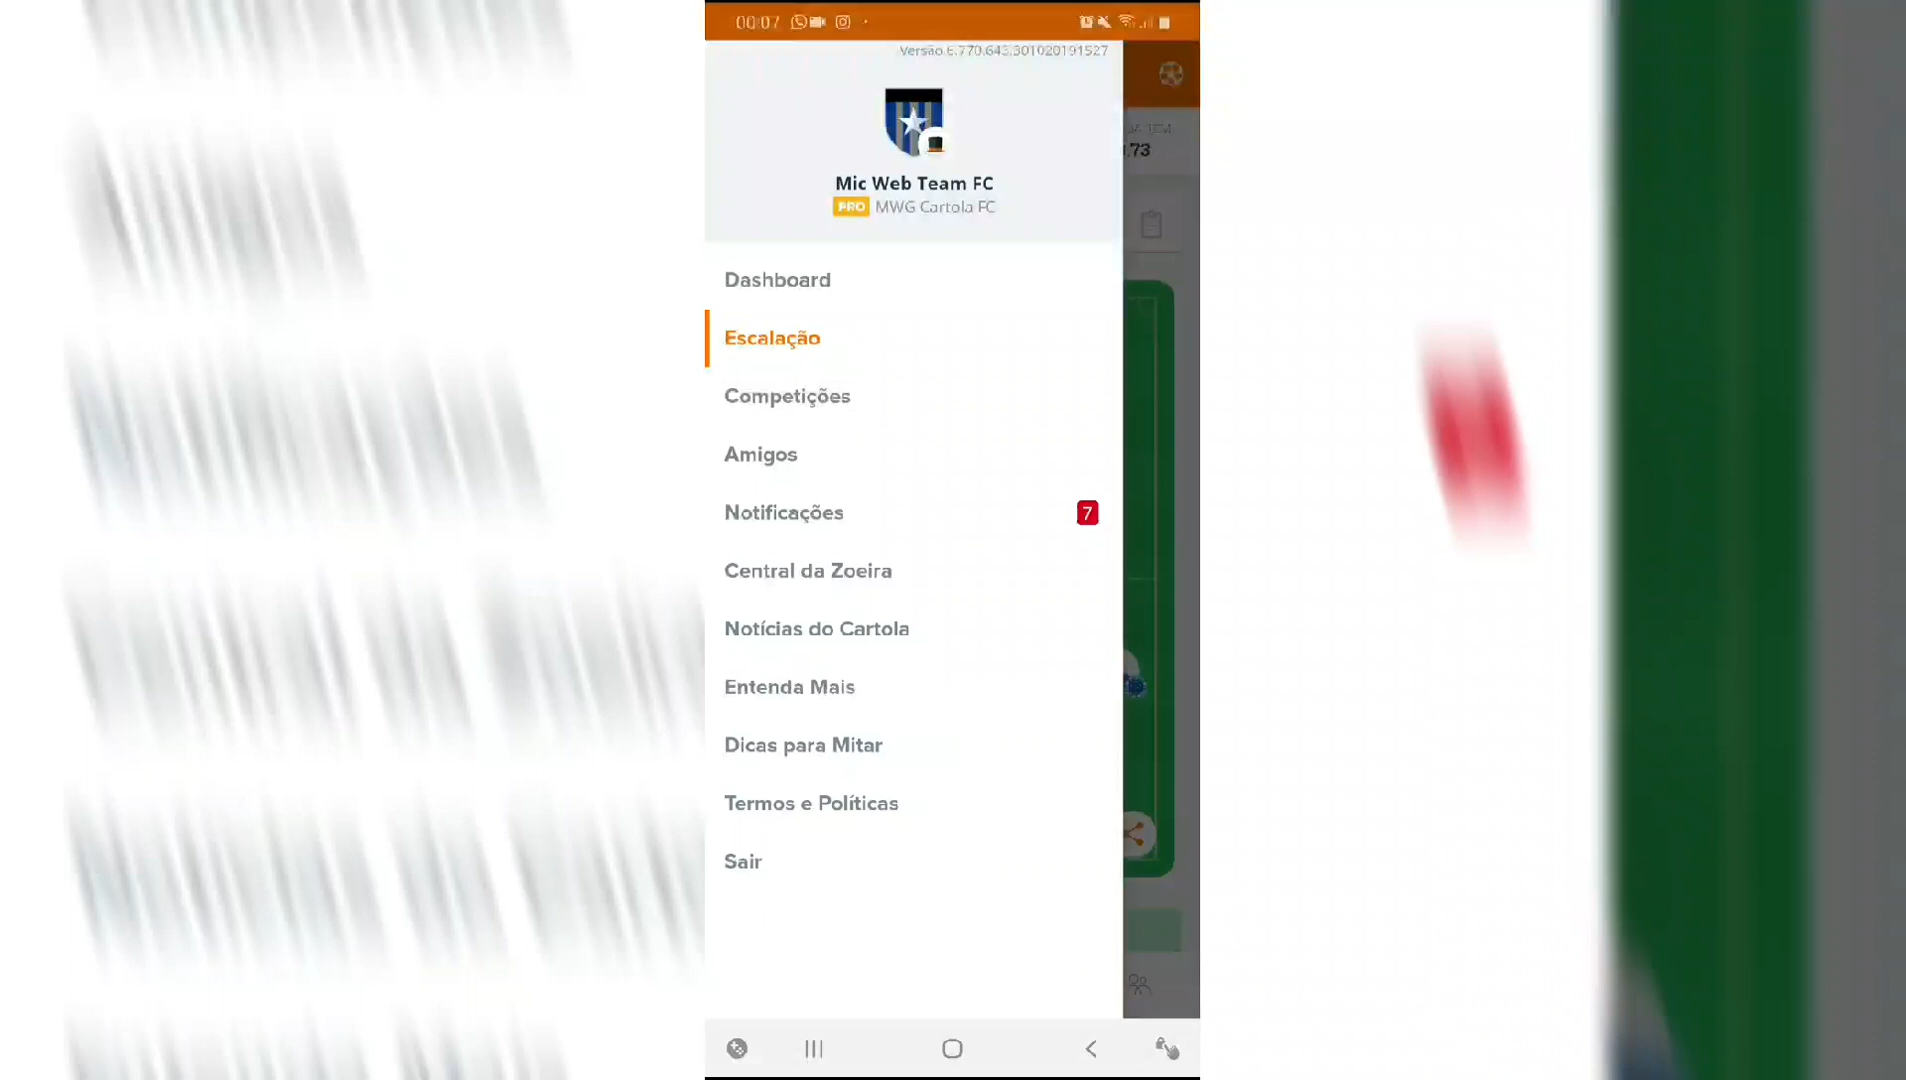 00:07
Versão 6.770.643.301020191527
Mic Web Team FC
PRO MWG Cartola FC
.73
Dashboard
Escalação
Competições
Amigos
Notificações 7
Central da Zoeira
Notícias do Cartola
Entenda Mais
Dicas para Mitar
Termos e Políticas
Sair